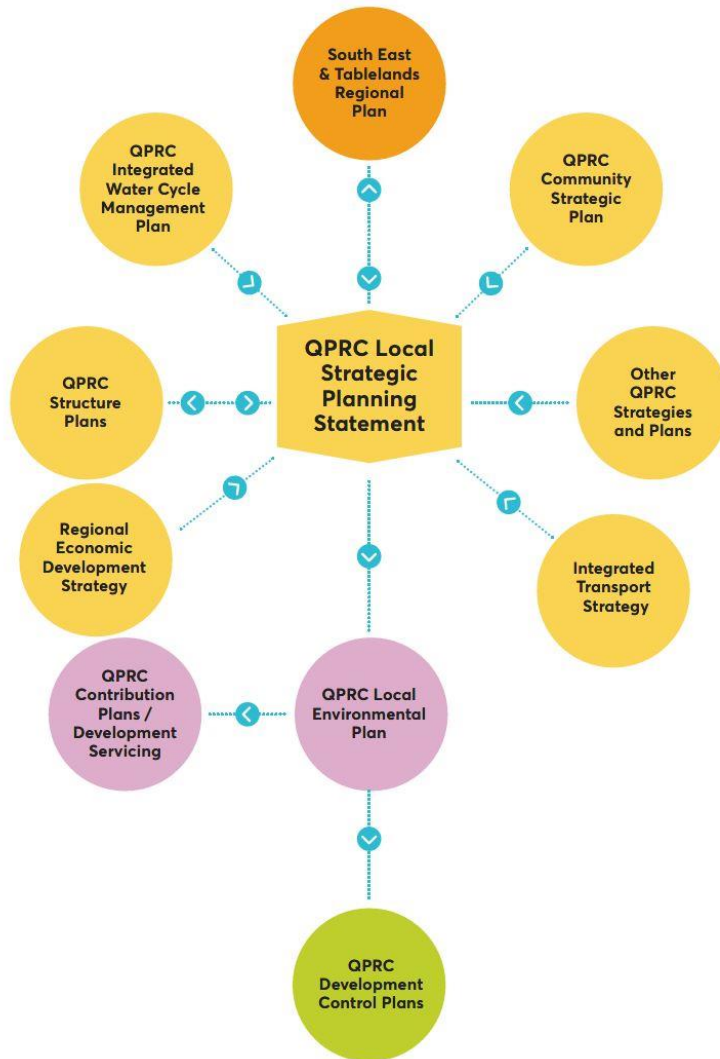 South East
& Tablelands
Regional
Plan
QPRC
Integrated
Water Cycle
Management
Plan
QPRC
Community
Strategic
Plan
QPRC Local
Strategic
Planning
Statement
QPRC
Structure
Plans
Other
QPRC
Strategies
and Plans
Regional
Economic
Development
Strategy
Integrated
Transport
Strategy
QPRC
Contribution
Plans /
Development
Servicing
QPRC Local
Environmental
Plan
QPRC
Development
Control Plans